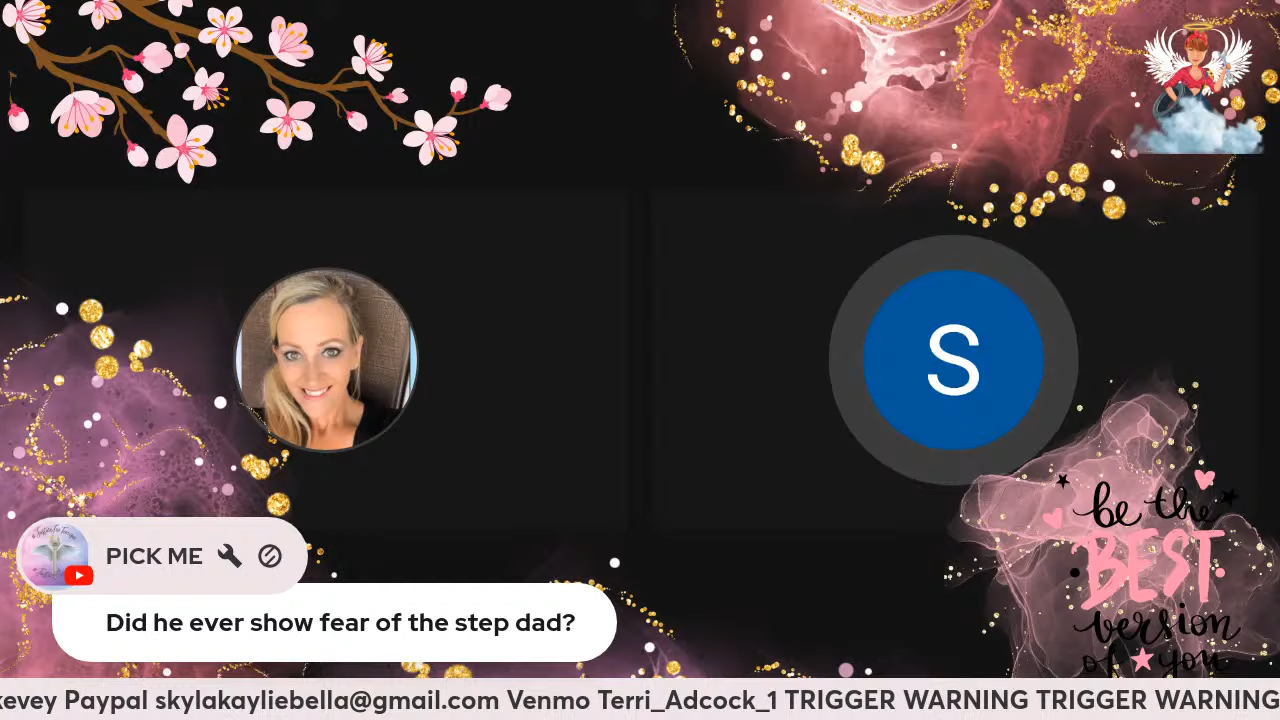 S
be the
BEST
version
of you
PICK ME
Did he ever show fear of the step dad?
kevey Paypal skylakayliebella@gmail.com Venmo Terri_Adcock_1 TRIGGER WARNING TRIGGER WARNING